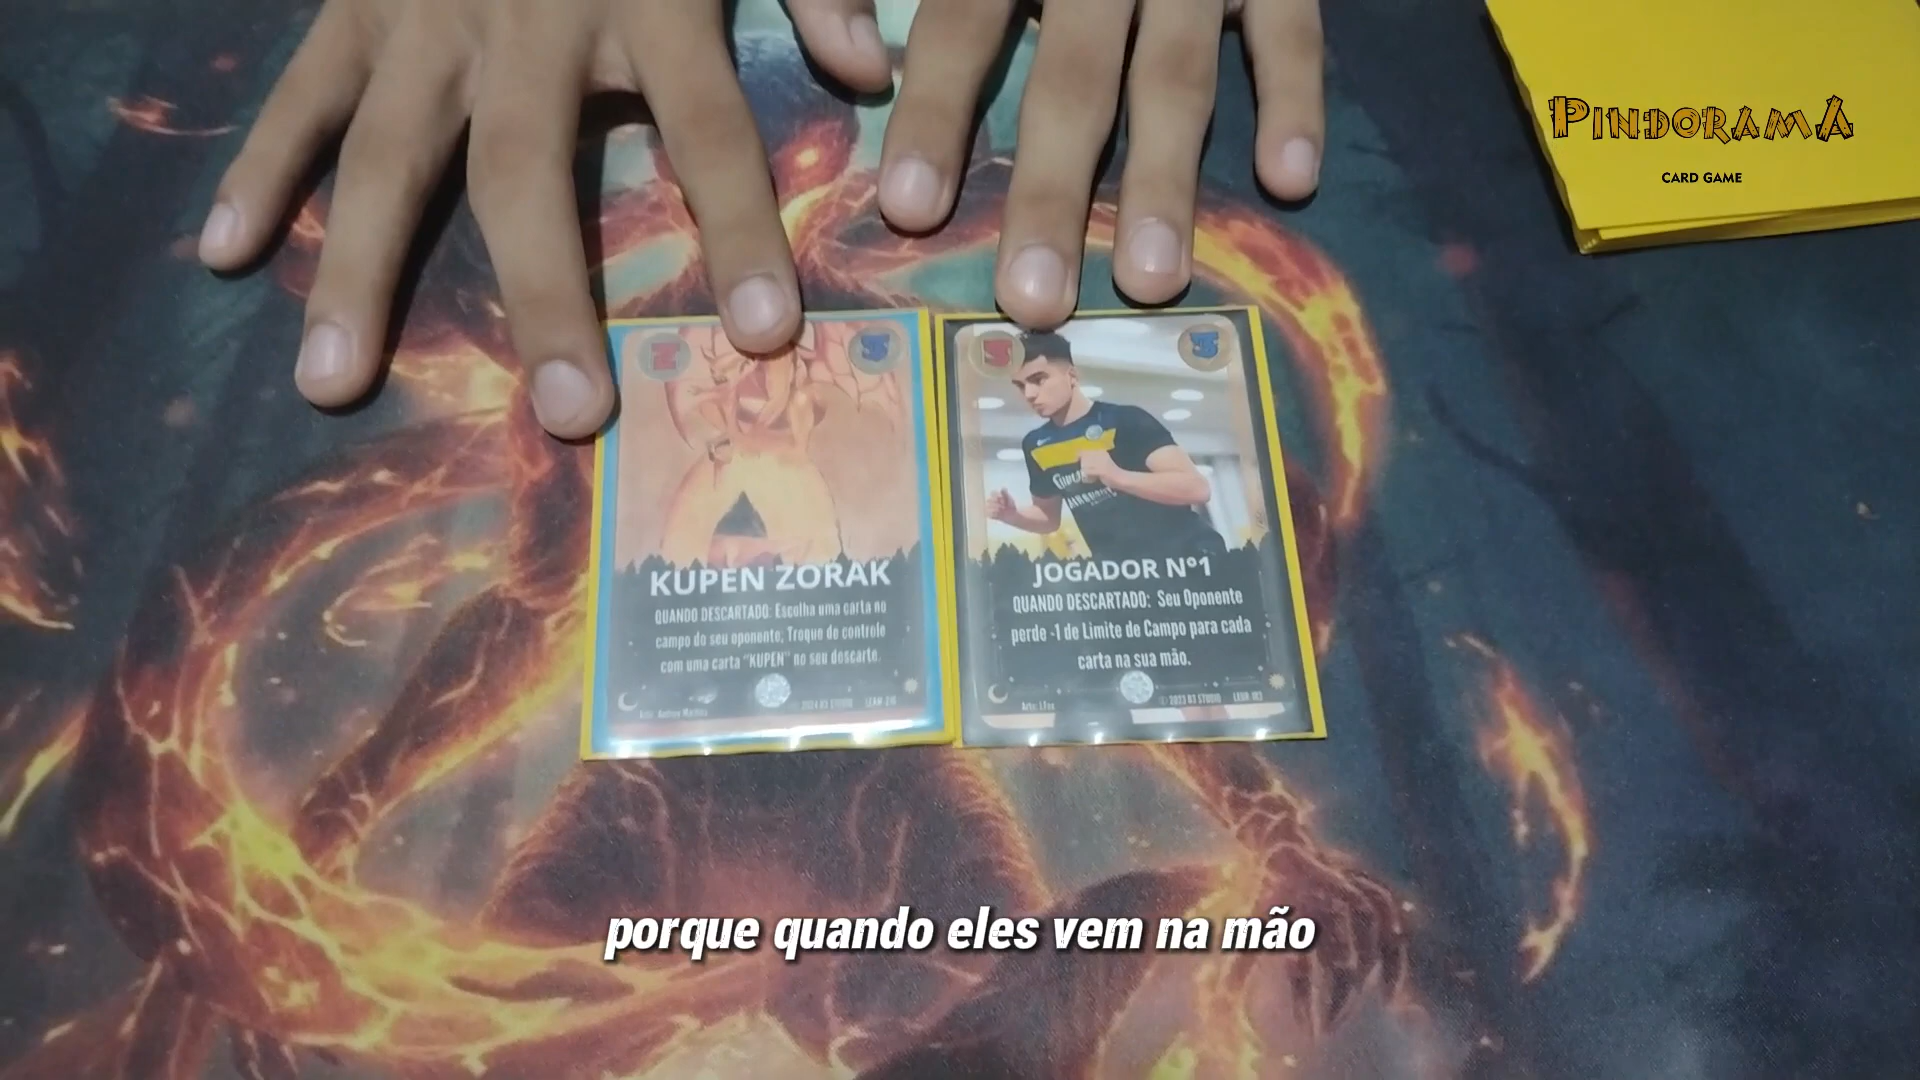 PINDORAMA
CARD GAME
KUPEN ZORAK
QUANDO DESCARTADO: Escolha uma carta no
campo do seu oponente; Troque de controle
com uma carta "KUPEN" no seu descarte.
JOGADOR Nº1
QUANDO DESCARTADO: Seu Oponente
perde -1 de Limite de Campo para cada
carta na sua mão.
porque quando eles vem na mão